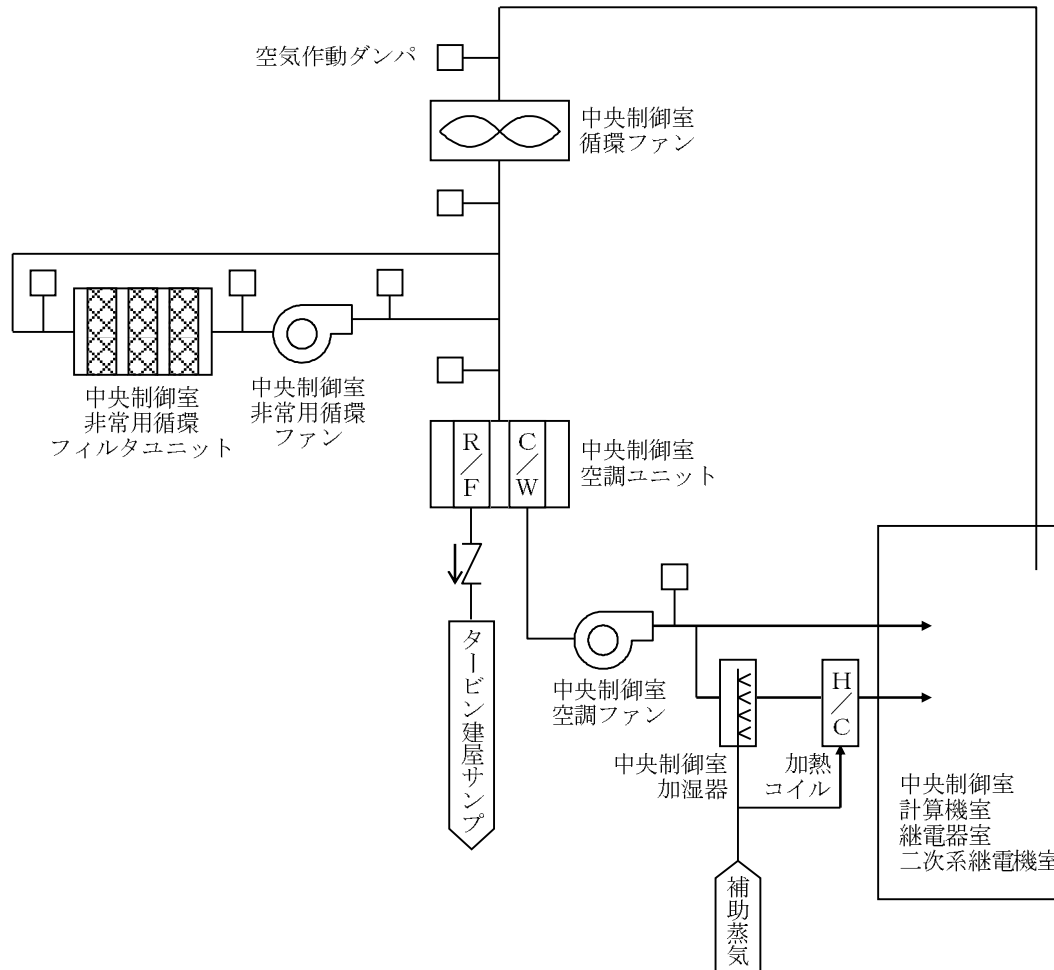 空気作動ダンパ
中央制御室
循環ファン
中央制御室
非常用循環
フィルタユニット
中央制御室
非常用循環
ファン
R/F
C/W
中央制御室
空調ユニット
タービン建屋サンプ
中央制御室
空調ファン
H/C
中央制御室
加湿器
加熱
コイル
中央制御室
計算機室
継電器室
二次系継電機室
補助蒸気